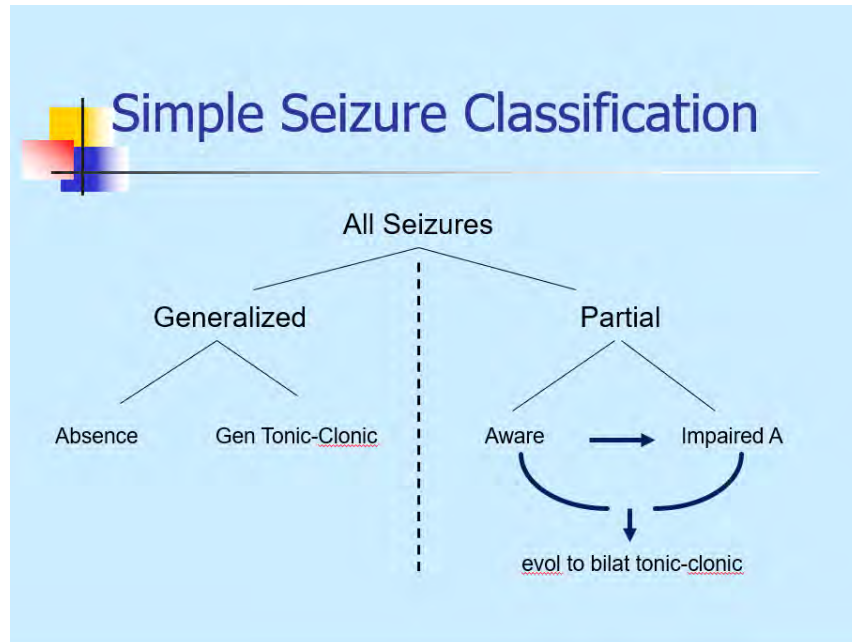 Simple Seizure Classification
All Seizures
Generalized
Partial
Absence
Gen Tonic-Clonic
Aware
Impaired A
evol to bilat tonic-clonic